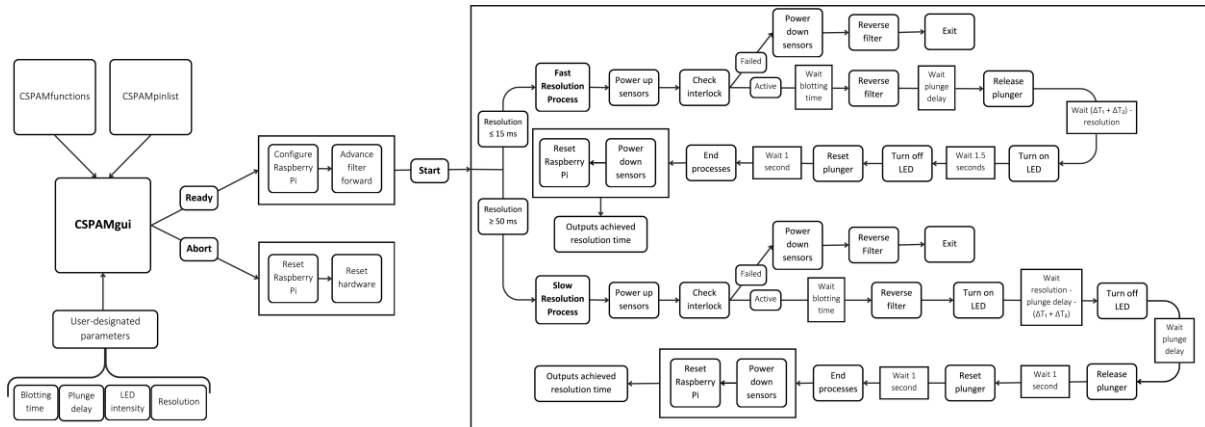 CSPAMfunctions
CSPAMpinlist
CSPAMgui
User-designated
parameters
Blotting
time
Plunge
delay
LED
intensity
Resolution
Ready
Abort
Configure
Raspberry
Pi
Advance
filter
forward
Reset
Raspberry
Pi
Reset
hardware
Start
Resolution
≤ 15 ms
Resolution
≥ 50 ms
Fast
Resolution
Process
Power up
sensors
Check
interlock
Failed
Power
down
sensors
Reverse
filter
Exit
Active
Wait
blotting
time
Reverse
filter
Wait
plunge
delay
Release
plunger
Wait (ΔT₁ + ΔT₂) -
resolution
Turn on
LED
Wait 1.5
seconds
Turn off
LED
Reset
plunger
Wait 1
second
End
processes
Power
down
sensors
Reset
Raspberry
Pi
Outputs achieved
resolution time
Slow
Resolution
Process
Power up
sensors
Check
interlock
Failed
Power
down
sensors
Reverse
Filter
Exit
Active
Wait
blotting
time
Reverse
filter
Turn on
LED
Wait
resolution -
plunge delay -
(ΔT₁ + ΔT₂)
Turn off
LED
Wait
plunge
delay
Release
plunger
Wait 1
second
Reset
plunger
Wait 1
second
End
processes
Power
down
sensors
Reset
Raspberry
Pi
Outputs achieved
resolution time